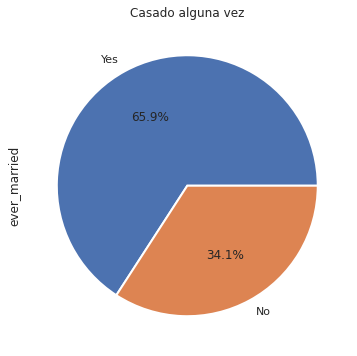 Casado alguna vez
Yes
65.9%
ever_married
34.1%
No